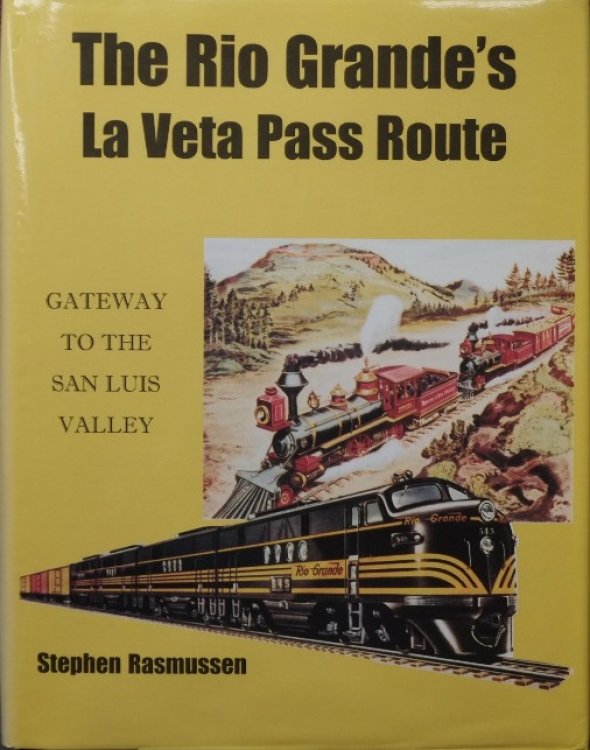 The Rio Grande's
La Veta Pass Route
GATEWAY
TO THE
SAN LUIS
VALLEY
Rio Grande
545
Rio Grande
Stephen Rasmussen